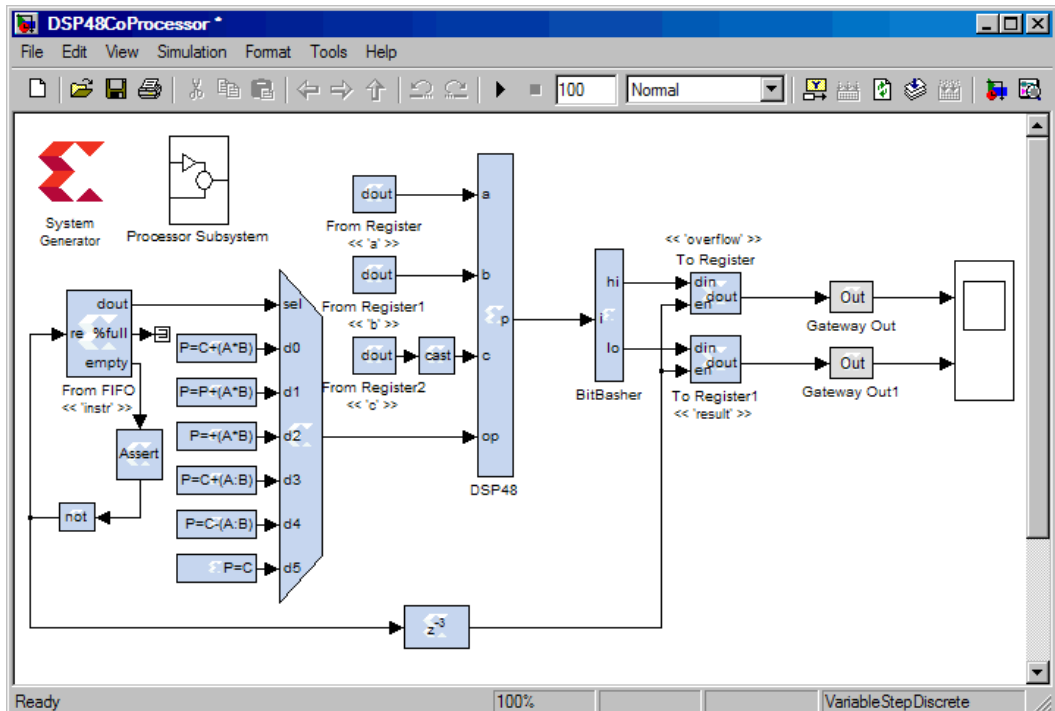 DSP48CoProcessor *
File Edit View Simulation Format Tools Help
100 Normal
System
Generator
Processor Subsystem
dout
From Register
<< 'a' >>
dout
From Register1
<< 'b' >>
dout
cast
From Register2
<< 'c' >>
dout
re %full
empty
From FIFO
<< 'instr' >>
Assert
not
P=C+(A*B)
P=P+(A*B)
P=+(A*B)
P=C+(A:B)
P=C-(A:B)
P=C
sel
d0
d1
d2
d3
d4
d5
a
b
c
op
p
DSP48
i
hi
lo
BitBasher
<< 'overflow' >>
To Register
din
en
dout
din
en
dout
To Register1
<< 'result' >>
Out
Gateway Out
Out
Gateway Out1
z-3
Ready 100% VariableStepDiscrete